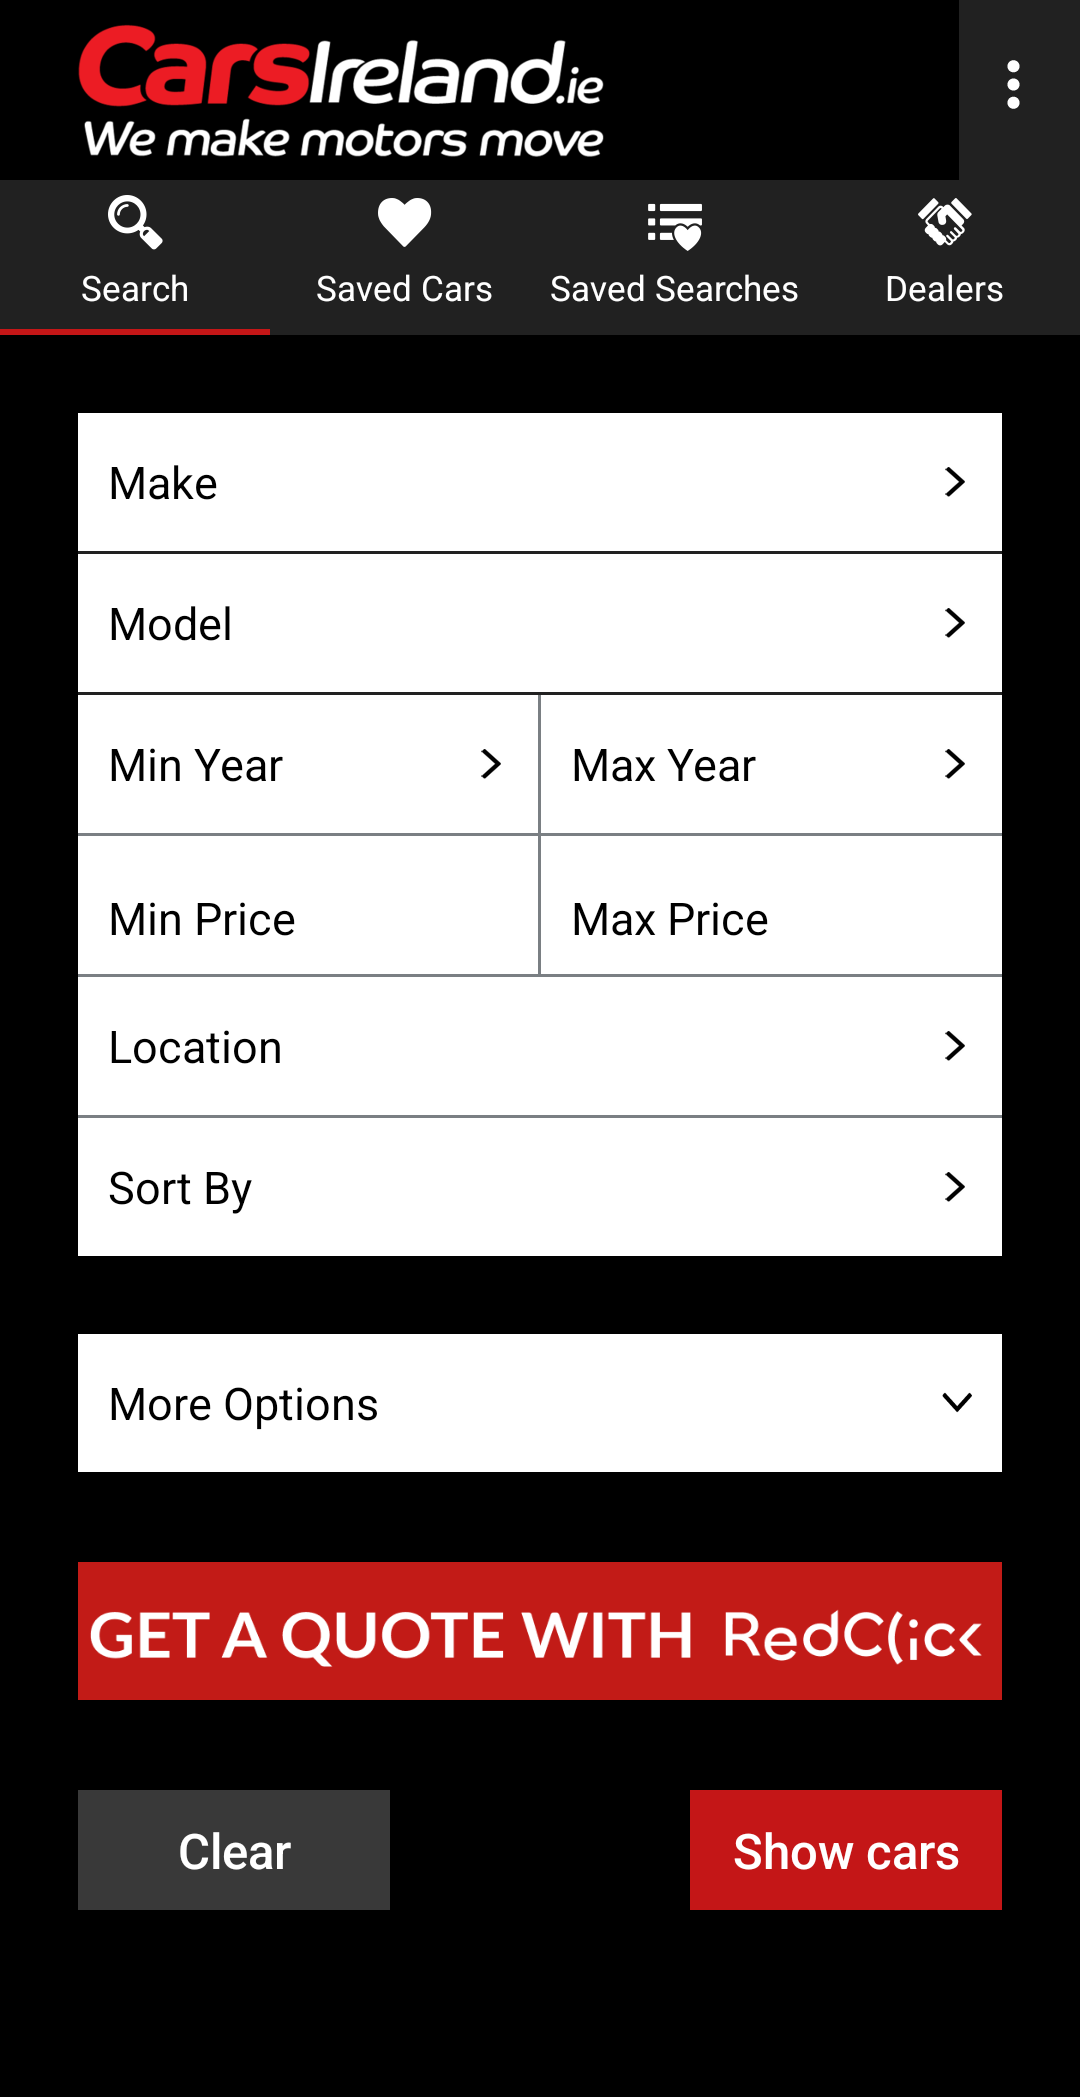 CarsIreland.ie
We make motors move
Search
Saved Cars
Saved Searches
Dealers
Make
Model
Min Year
Max Year
Min Price
Max Price
Location
Sort By
More Options
GET A QUOTE WITH RedClick
Clear
Show cars